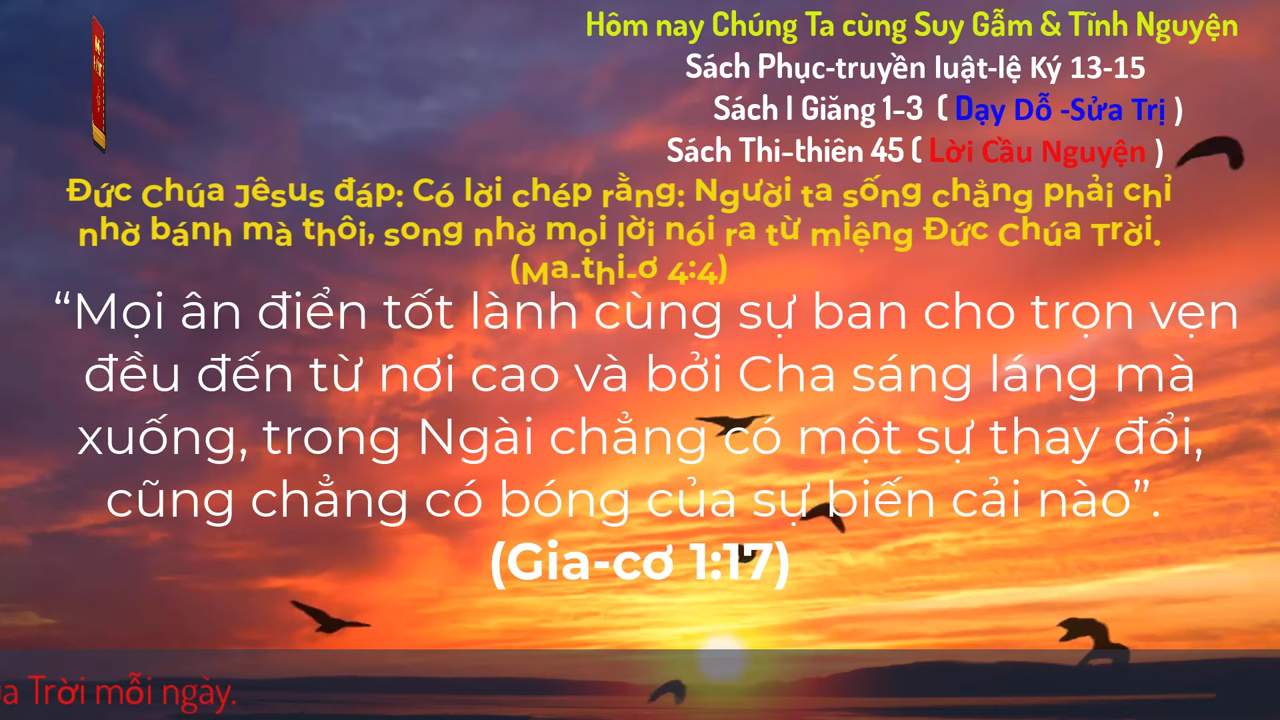 Hôm nay Chúng Ta cùng Suy Gẫm & Tĩnh Nguyện
Sách Phục-truyền luật-lệ Ký 13-15
Sách I Giăng 1-3 ( Dạy Dỗ -Sửa Trị )
Sách Thi-thiên 45 ( Lời Cầu Nguyện )
Đức Chúa Jêsus đáp: Có lời chép rằng: Người ta sống chẳng phải chỉ
nhờ bánh mà thôi, song nhờ mọi lời nói ra từ miệng Đức Chúa Trời.
(Ma-thi-ơ 4:4)
“Mọi ân điển tốt lành cùng sự ban cho trọn vẹn
đều đến từ nơi cao và bởi Cha sáng láng mà
xuống, trong Ngài chẳng có một sự thay đổi,
cũng chẳng có bóng của sự biến cải nào”.
(Gia-cơ 1:17)
Trời mỗi ngày.